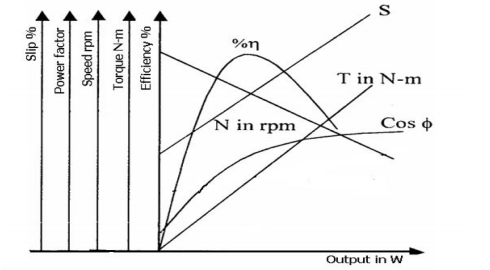 Slip %
Power factor
Speed rpm
Torque N-m
Efficiency %
S
%η
T in N-m
N in rpm
Cos ϕ
Output in W